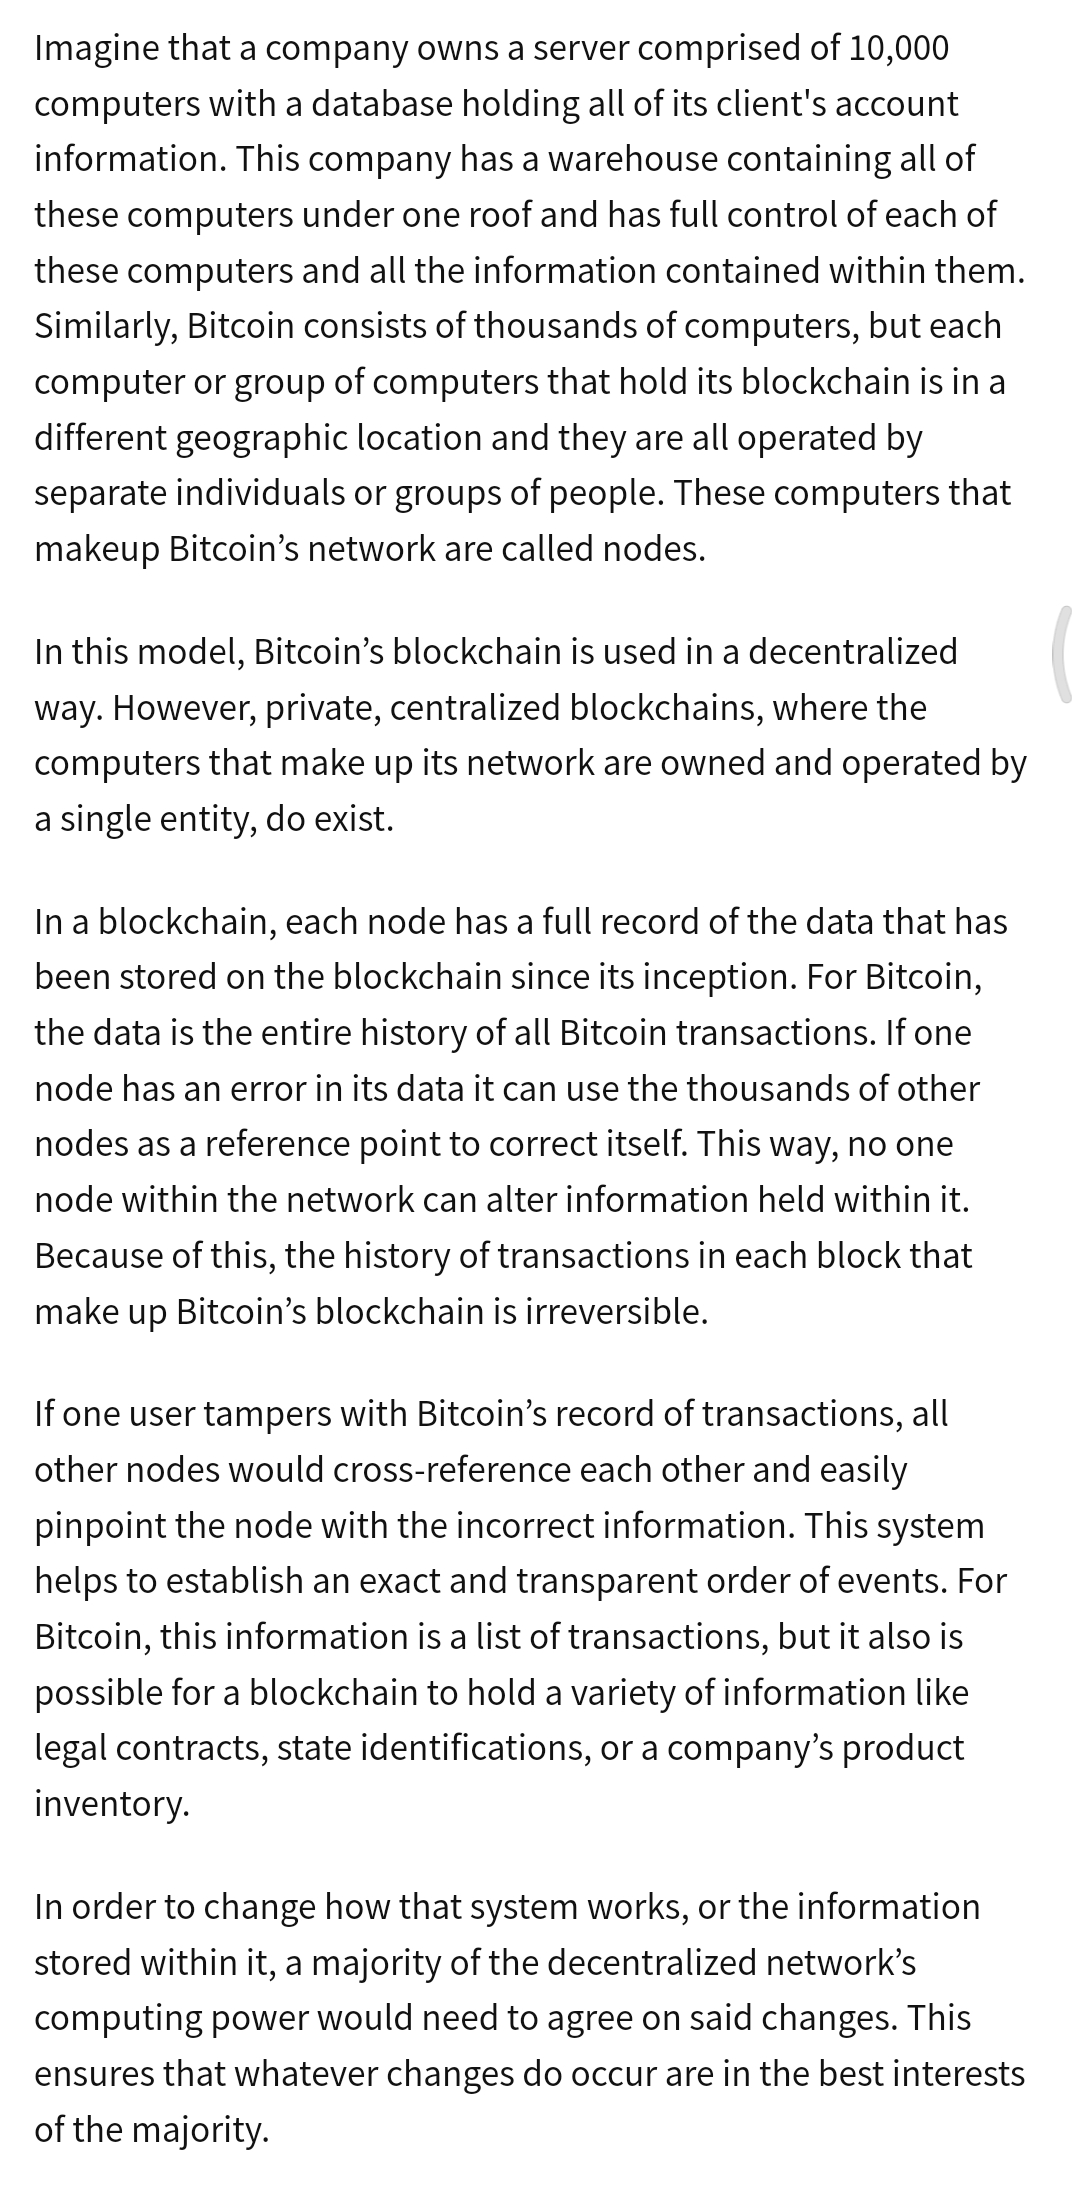 Imagine that a company owns a server comprised of 10,000
computers with a database holding all of its client's account
information. This company has a warehouse containing all of
these computers under one roof and has full control of each of
these computers and all the information contained within them.
Similarly, Bitcoin consists of thousands of computers, but each
computer or group of computers that hold its blockchain is in a
different geographic location and they are all operated by
separate individuals or groups of people. These computers that
makeup Bitcoin’s network are called nodes.
In this model, Bitcoin’s blockchain is used in a decentralized
way. However, private, centralized blockchains, where the
computers that make up its network are owned and operated by
a single entity, do exist.
In a blockchain, each node has a full record of the data that has
been stored on the blockchain since its inception. For Bitcoin,
the data is the entire history of all Bitcoin transactions. If one
node has an error in its data it can use the thousands of other
nodes as a reference point to correct itself. This way, no one
node within the network can alter information held within it.
Because of this, the history of transactions in each block that
make up Bitcoin’s blockchain is irreversible.
If one user tampers with Bitcoin’s record of transactions, all
other nodes would cross-reference each other and easily
pinpoint the node with the incorrect information. This system
helps to establish an exact and transparent order of events. For
Bitcoin, this information is a list of transactions, but it also is
possible for a blockchain to hold a variety of information like
legal contracts, state identifications, or a company’s product
inventory.
In order to change how that system works, or the information
stored within it, a majority of the decentralized network’s
computing power would need to agree on said changes. This
ensures that whatever changes do occur are in the best interests
of the majority.